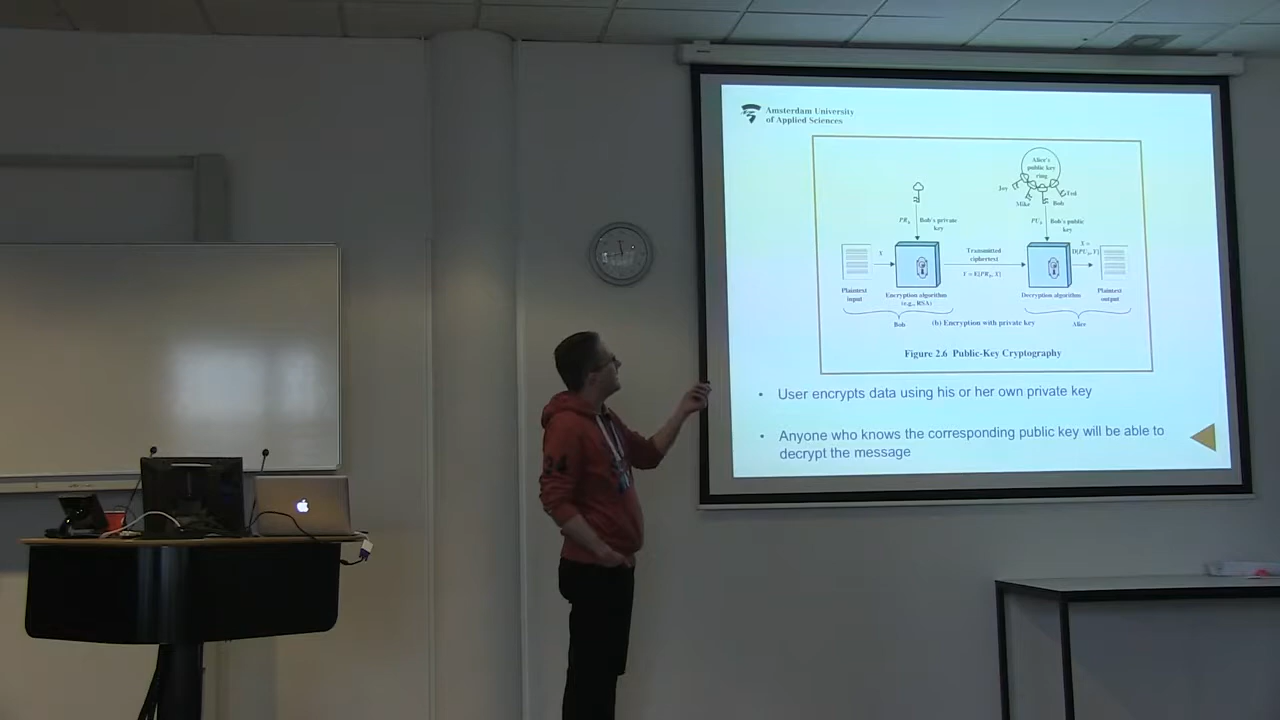 Amsterdam University
of Applied Sciences
Alice's
public key
ring
Joy
Ted
Mike
Bob
Bob's private
key
Bob's public
key
X
Transmitted
ciphertext
X =
Plaintext
input
Encryption algorithm
(e.g., RSA)
Decryption algorithm
Plaintext
output
Bob
(b) Encryption with private key
Alice
Figure 2.6 Public-Key Cryptography
• User encrypts data using his or her own private key
• Anyone who knows the corresponding public key will be able to
decrypt the message